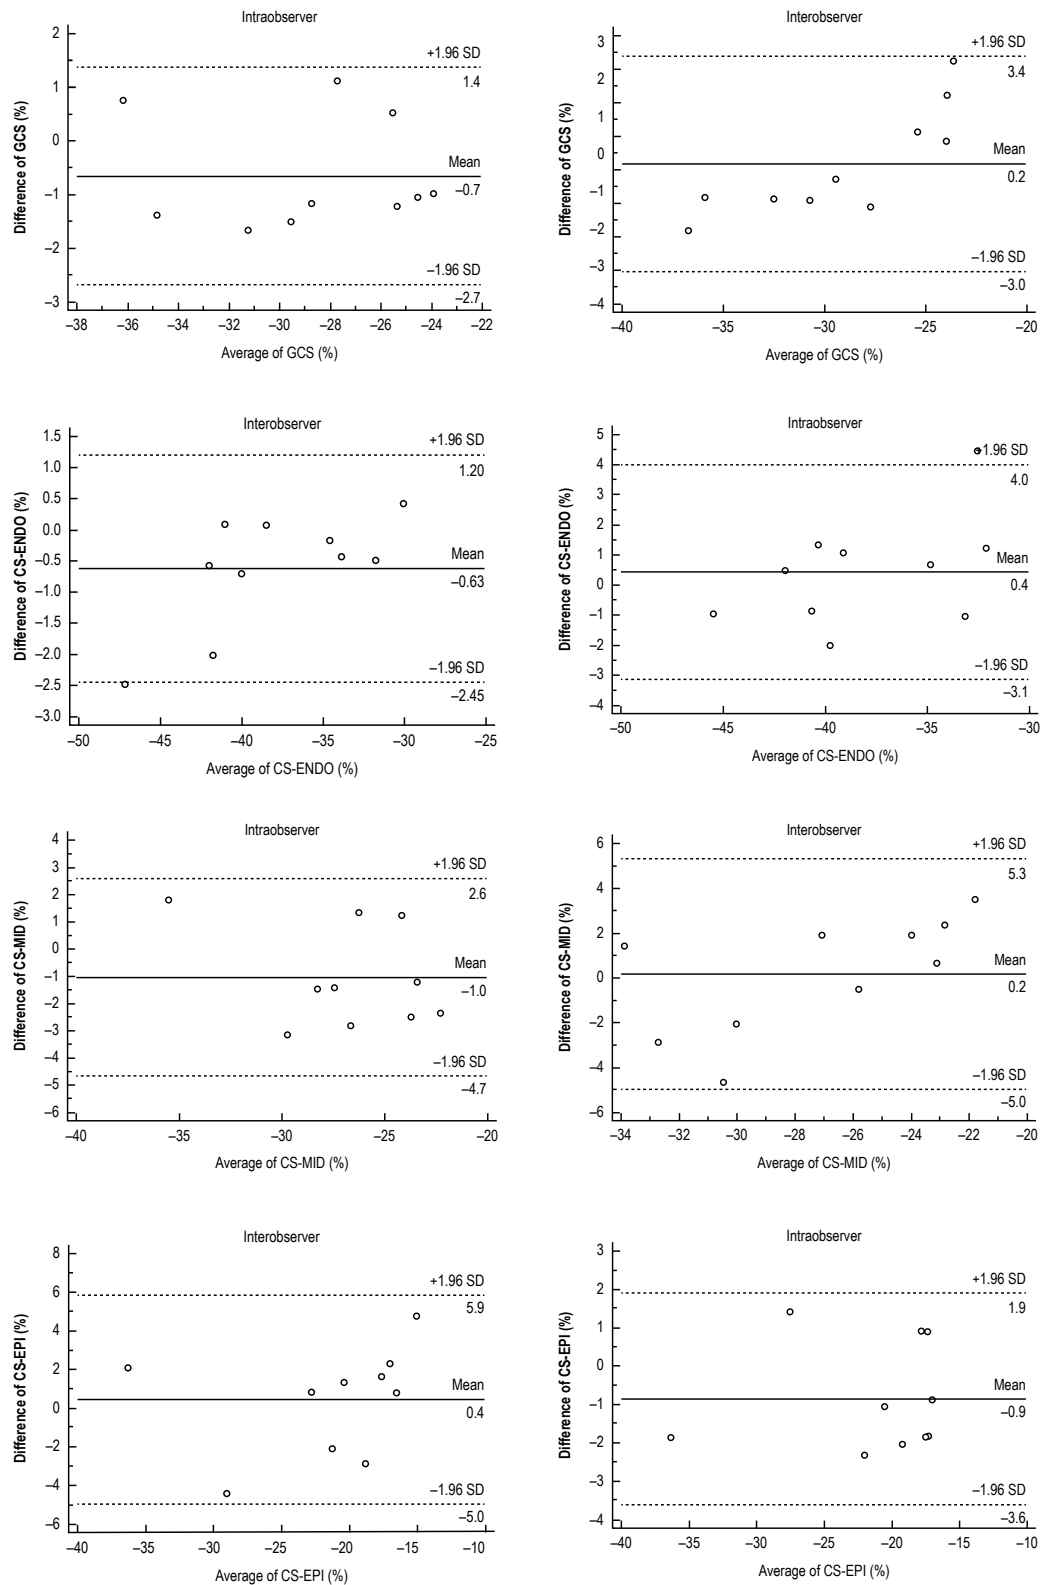 Intraobserver
Difference of GCS (%)
2
1
0
–1
–2
–3
+1.96 SD
1.4
Mean
–0.7
–1.96 SD
–2.7
–38 –36 –34 –32 –30 –28 –26 –24 –22
Average of GCS (%)
Interobserver
Difference of GCS (%)
3
2
1
1
0
–1
–2
–3
–4
+1.96 SD
3.4
Mean
0.2
–1.96 SD
–3.0
–40 –30 –25 –20
Average of GCS (%)
Interobserver
Difference of CS-ENDO (%)
1.5
1.0
0.5
0.0
–0.5
–1.0
–1.5
–2.0
–2.5
–3.0
+1.96 SD
1.20
Mean
–0.63
–1.96 SD
–2.45
–50 –45 –40 –35 –30 –25
Average of CS-ENDO (%)
Intraobserver
Difference of CS-ENDO (%)
5
4
3
2
1
0
–1
–2
–3
–4
+1.96 SD
4.0
Mean
0.4
–1.96 SD
–3.1
–50 –45 –40 –35 –30
Average of CS-ENDO (%)
Intraobserver
Difference of CS-MID (%)
4
3
2
1
0
–1
–2
–3
–4
–5
–6
+1.96 SD
2.6
Mean
–1.0
–1.96 SD
–4.7
–40 –35 –30 –25 –20
Average of CS-MID (%)
Interobserver
Difference of CS-MID (%)
6
4
2
0
–2
–4
–6
+1.96 SD
5.3
Mean
0.2
–1.96 SD
–5.0
–34 –32 –30 –28 –26 –24 –22 –20
Average of CS-MID (%)
Interobserver
Difference of CS-EPI (%)
8
6
4
2
0
–2
–4
–6
+1.96 SD
5.9
Mean
0.4
–1.96 SD
–5.0
–40 –35 –30 –25 –20 –15 –10
Average of CS-EPI (%)
Intraobserver
Difference of CS-EPI (%)
3
2
1
0
–1
–2
–3
–4
+1.96 SD
1.9
Mean
–0.9
–1.96 SD
–3.6
–40 –35 –30 –25 –20 –15 –10
Average of CS-EPI (%)